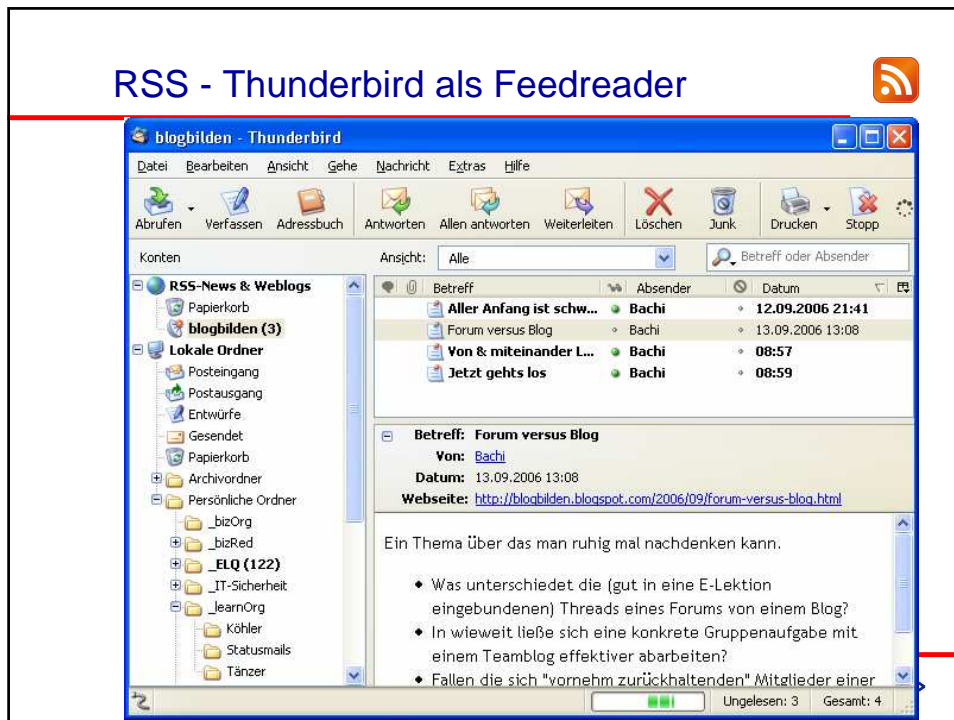 RSS - Thunderbird als Feedreader
blogbilden - Thunderbird
Datei Bearbeiten Ansicht Gehe Nachricht Extras Hilfe
Abrufen Verfassen Adressbuch Antworten Allen antworten Weiterleiten Löschen Junk Drucken Stopp
Konten Ansicht: Alle Betreff oder Absender
RSS-News & Weblogs
Papierkorb
blogbilden (3)
Lokale Ordner
Posteingang
Postausgang
Entwürfe
Gesendet
Papierkorb
Archivordner
Persönliche Ordner
_bizOrg
_bizRed
_ELQ (122)
_IT-Sicherheit
_learnOrg
Köhler
Statusmails
Tänzer
Betreff Absender Datum
Aller Anfang ist schw... Bachi 12.09.2006 21:41
Forum versus Blog Bachi 13.09.2006 13:08
Von & miteinander L... Bachi 08:57
Jetzt gehts los Bachi 08:59
Betreff: Forum versus Blog
Von: Bachi
Datum: 13.09.2006 13:08
Webseite: http://blogbilden.blogspot.com/2006/09/forum-versus-blog.html
Ein Thema über das man ruhig mal nachdenken kann.
• Was unterschiedet die (gut in eine E-Lektion
eingebundenen) Threads eines Forums von einem Blog?
• In wieweit ließe sich eine konkrete Gruppenaufgabe mit
einem Teamblog effektiver abarbeiten?
• Fallen die sich "vornehm zurückhaltenden" Mitglieder einer
Ungelesen: 3 Gesamt: 4